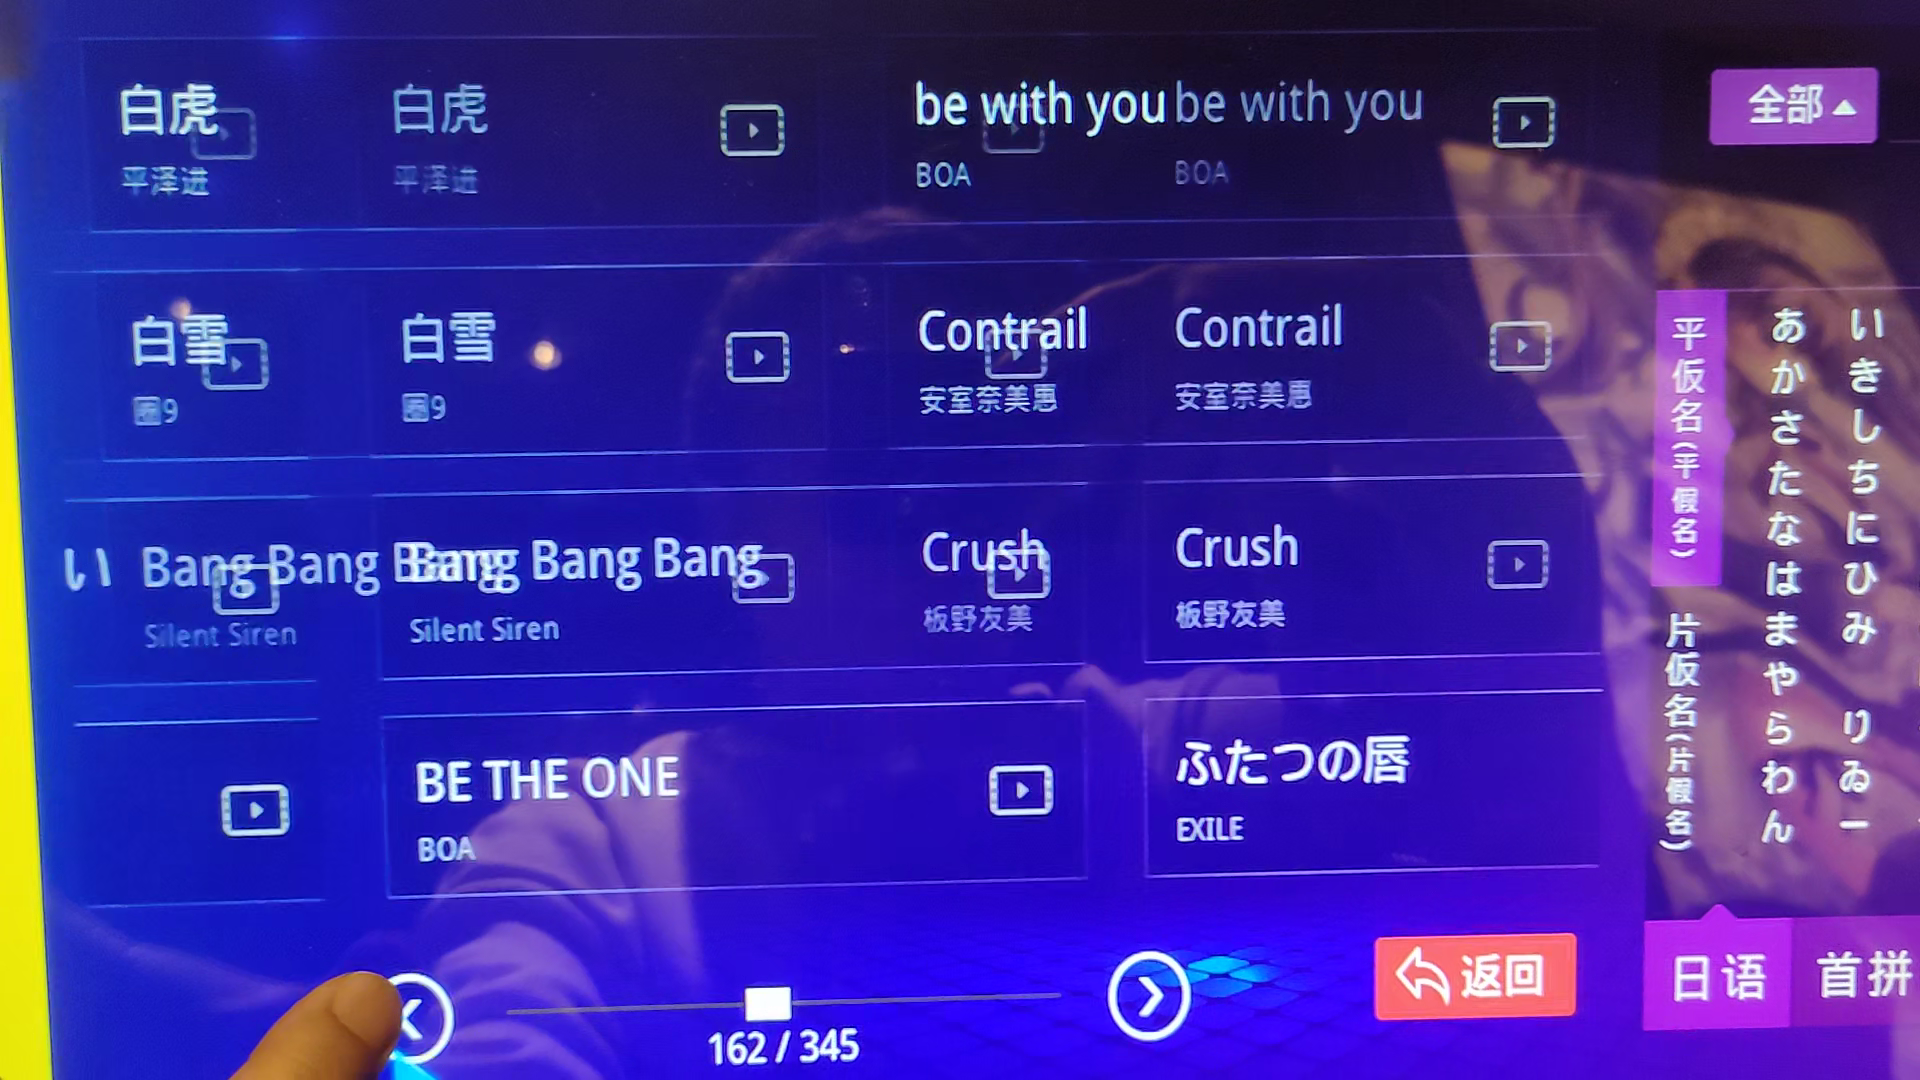 白虎 白虎 be with you be with you
平泽进 平泽进 BOA BOA
全部
白雪 白雪 Contrail Contrail
圈9 圈9 安室奈美惠 安室奈美惠
い Bang Bang Bang Bang Bang Bang Crush Crush
Silent Siren Silent Siren 板野友美 板野友美
BE THE ONE ふたつの唇
BOA EXILE
162 / 345
返回
平仮名(平假名)
片仮名(片假名)
あかさたなはまやらわん
いきしちにひみ りゐー
日语 首拼